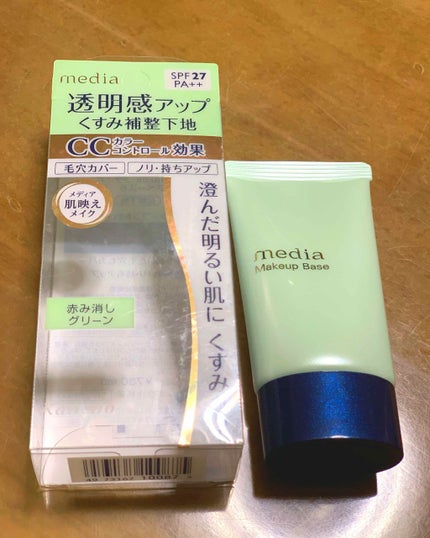 media
SPF27
PA++
透明感アップ
くすみ補整下地
CCカラーコントロール効果
毛穴カバー
ノリ・持ちアップ
メディア
肌映え
メイク
澄んだ明るい肌に くすみ
赤み消し
グリーン
media
Makeup Base